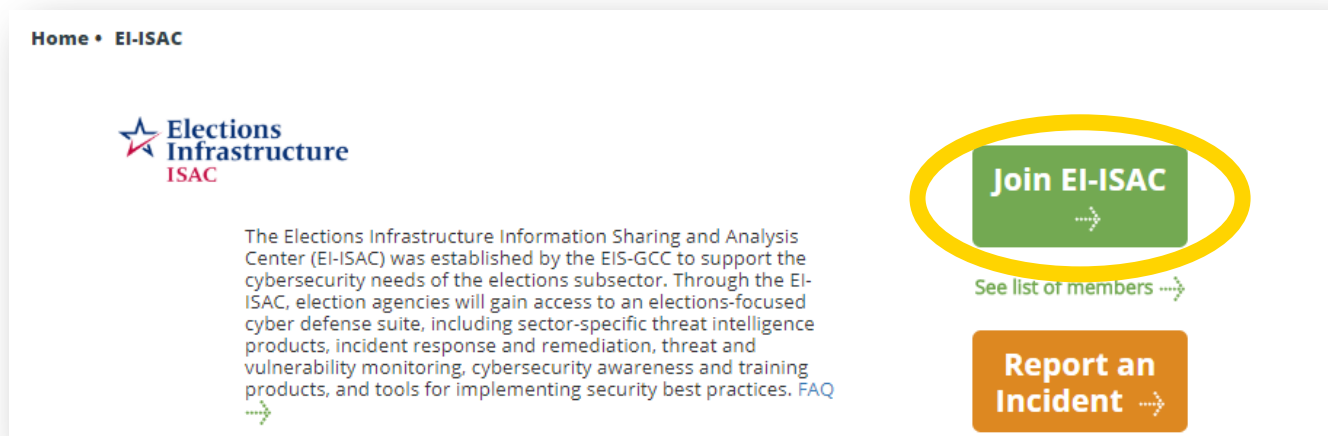 Home • EI-ISAC
Elections
Infrastructure
ISAC
The Elections Infrastructure Information Sharing and Analysis
Center (EI-ISAC) was established by the EIS-GCC to support the
cybersecurity needs of the elections subsector. Through the EI-
ISAC, election agencies will gain access to an elections-focused
cyber defense suite, including sector-specific threat intelligence
products, incident response and remediation, threat and
vulnerability monitoring, cybersecurity awareness and training
products, and tools for implementing security best practices. FAQ
Join EI-ISAC
See list of members
Report an
Incident